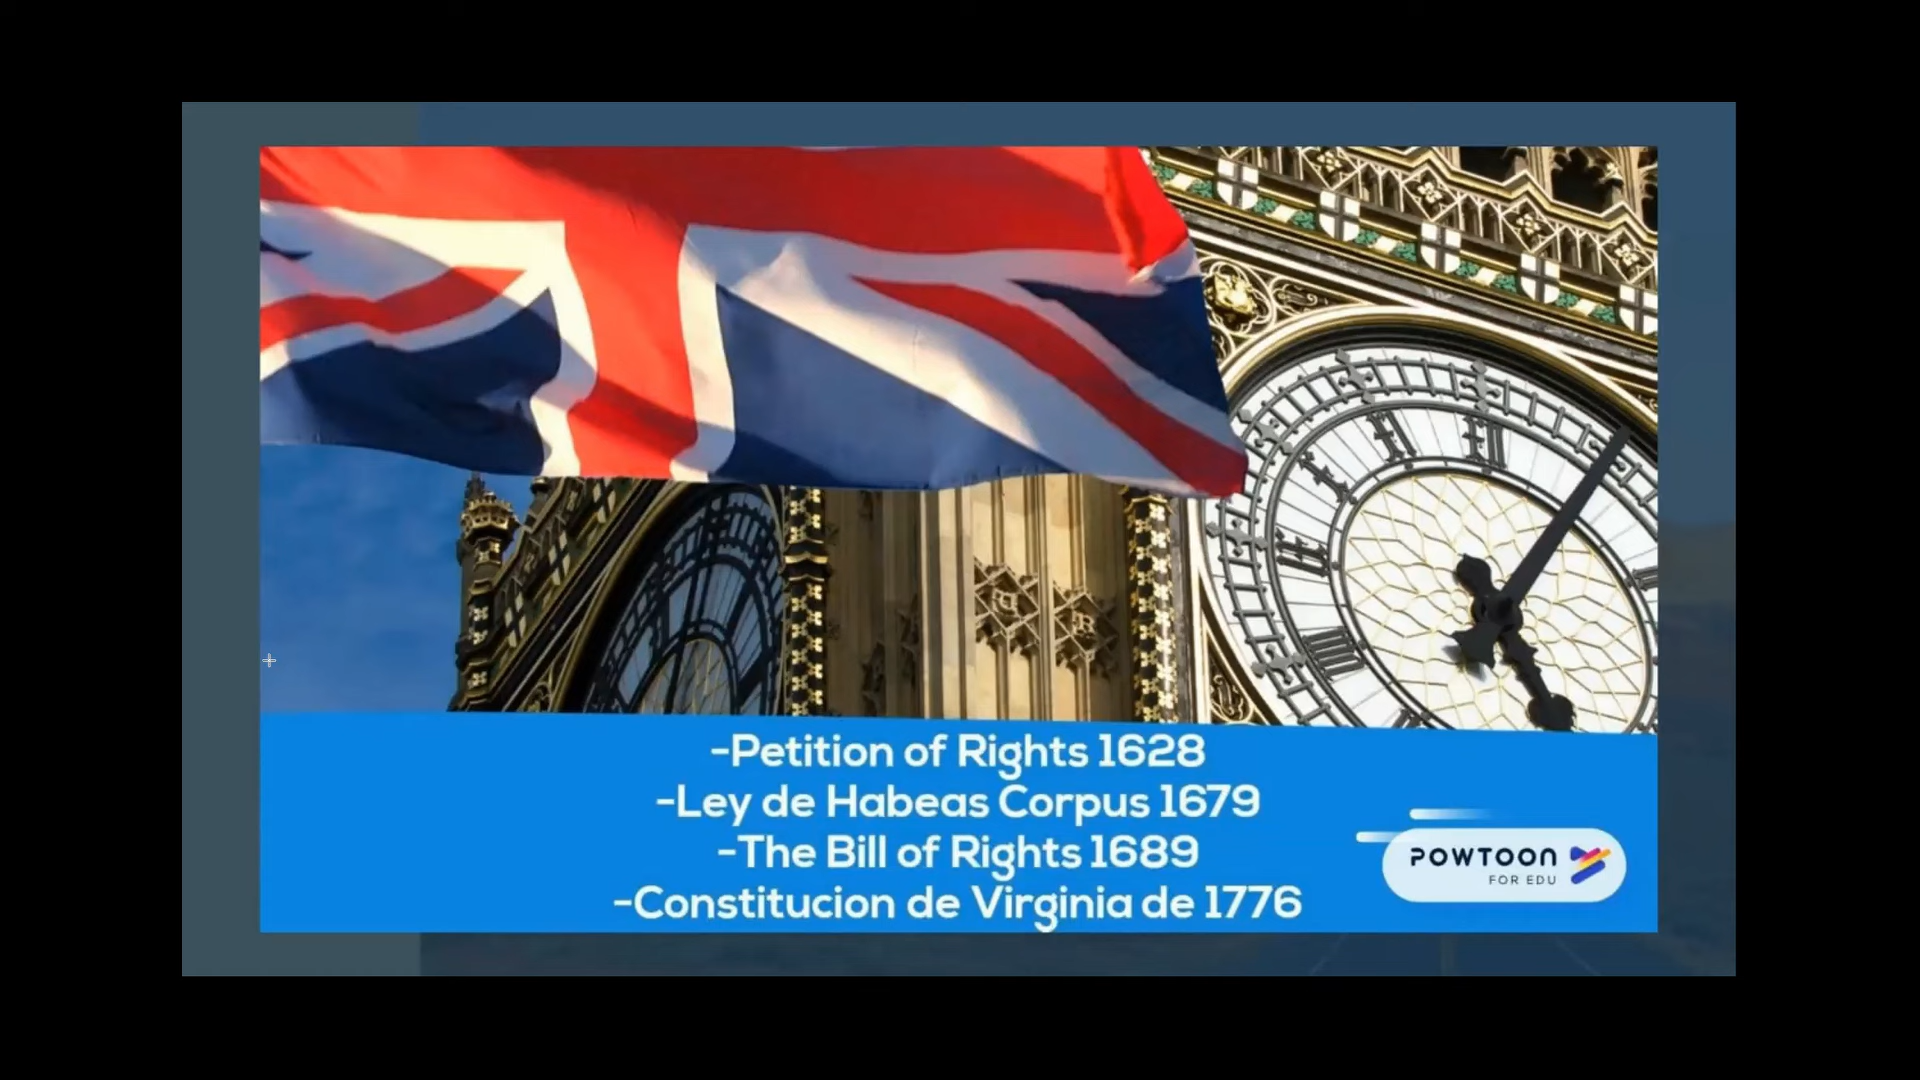 -Petition of Rights 1628
-Ley de Habeas Corpus 1679
-The Bill of Rights 1689
-Constitucion de Virginia de 1776
POWTOON
FOR EDU